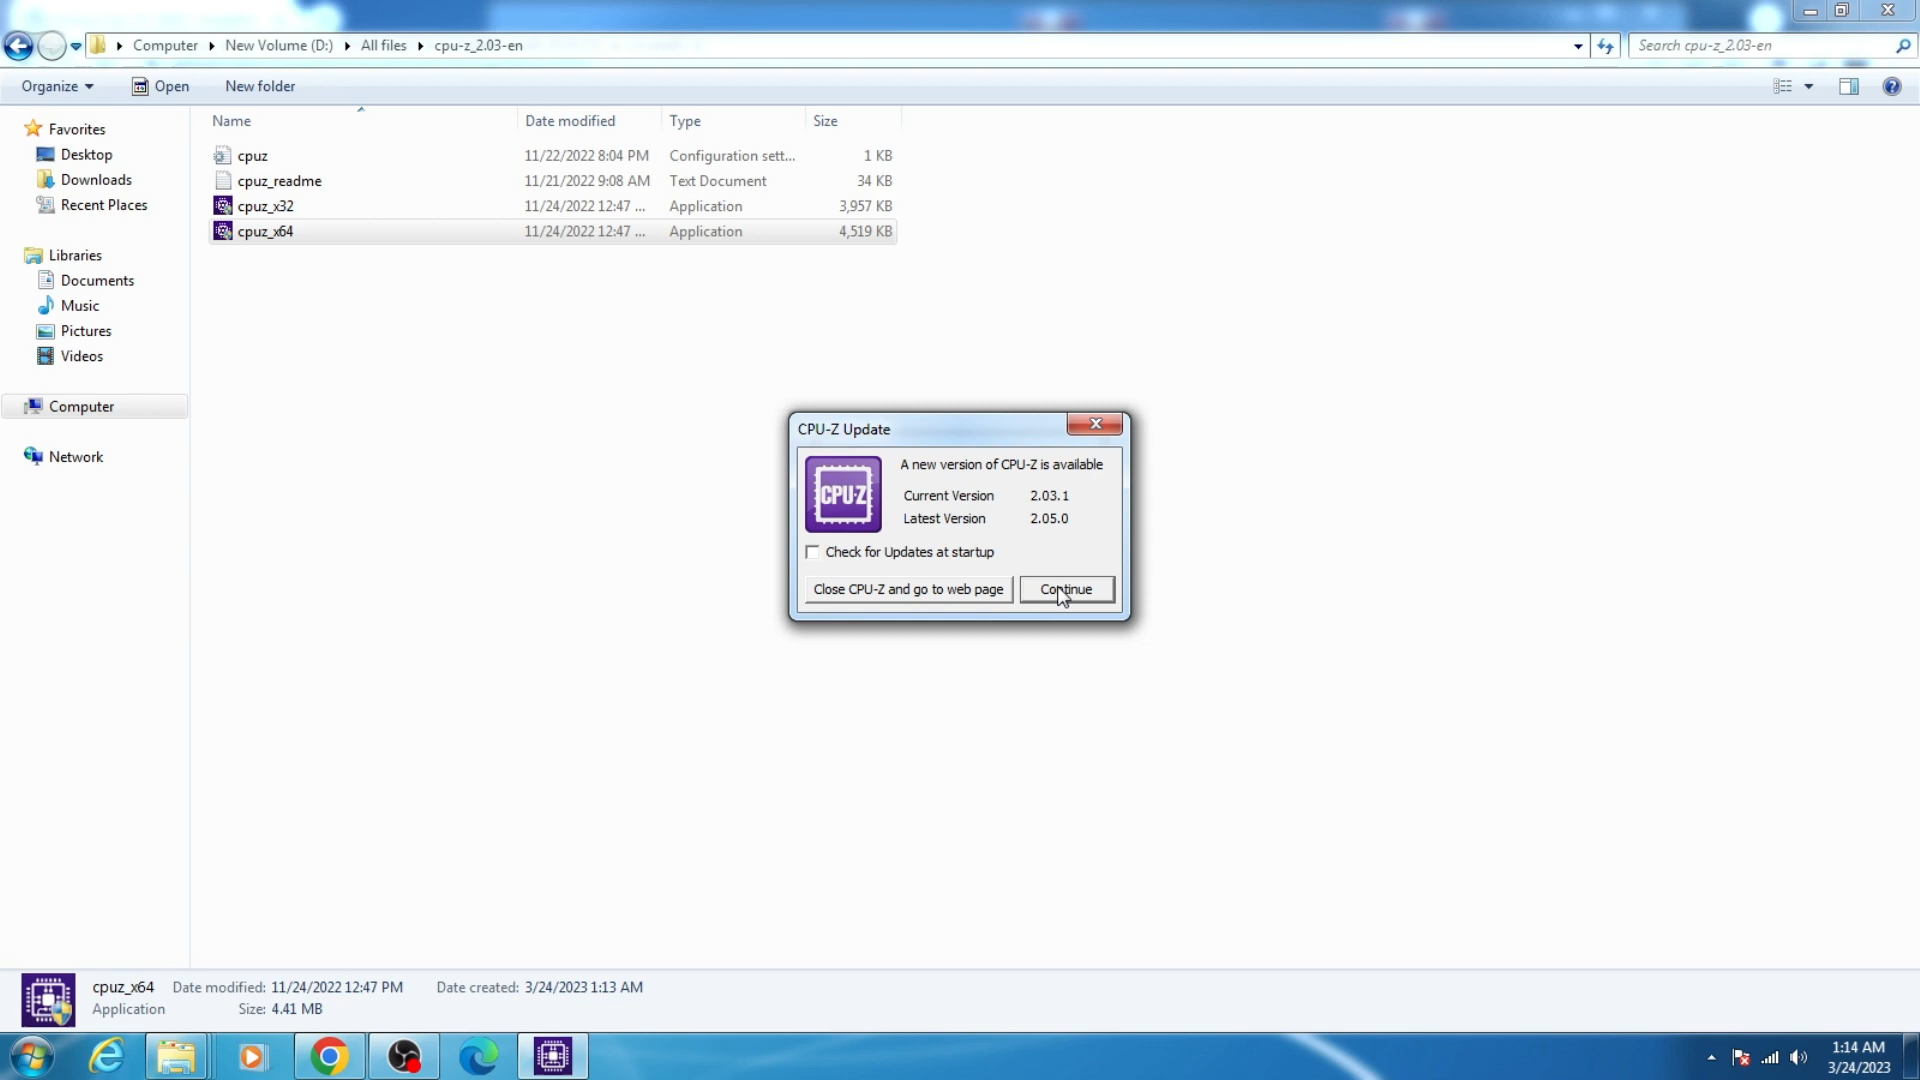 Computer New Volume (D:) All files cpu-z_2.03-en Search cpu-z_2.03-en
Organize Open New folder
Name Date modified Type Size
Favorites
Desktop
Downloads
Recent Places
Libraries
Documents
Music
Pictures
Videos
Computer
Network
cpuz 11/22/2022 8:04 PM Configuration sett... 1 KB
cpuz_readme 11/21/2022 9:08 AM Text Document 34 KB
cpuz_x32 11/24/2022 12:47 ... Application 3,957 KB
cpuz_x64 11/24/2022 12:47 ... Application 4,519 KB
CPU-Z Update
CPU-Z
A new version of CPU-Z is available
Current Version 2.03.1
Latest Version 2.05.0
Check for Updates at startup
Close CPU-Z and go to web page Continue
cpuz_x64 Date modified: 11/24/2022 12:47 PM Date created: 3/24/2023 1:13 AM
Application Size: 4.41 MB
1:14 AM
3/24/2023